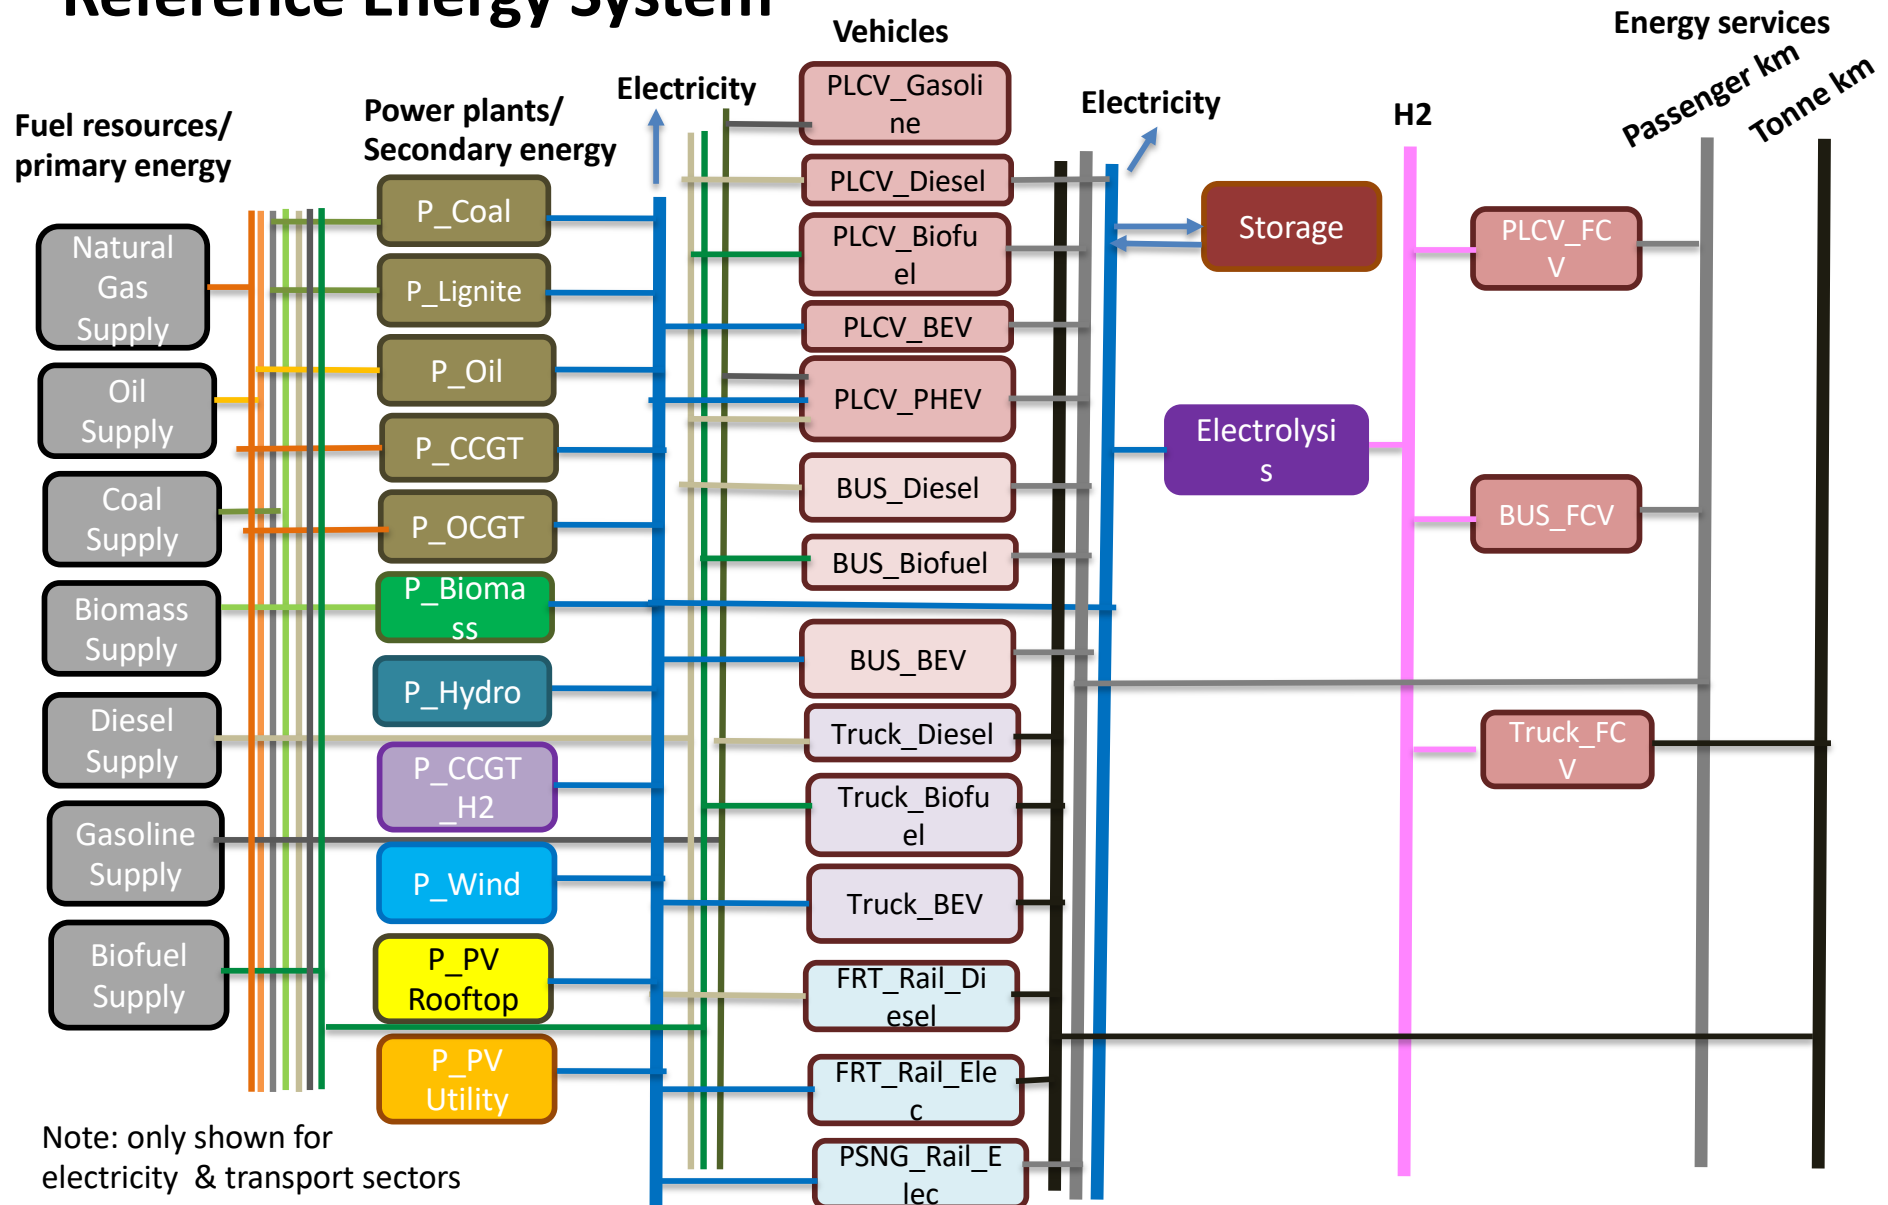 Reference Energy System
Vehicles
Energy services
Passenger km
Tonne km
Electricity
Electricity
H2
Fuel resources/
primary energy
Power plants/
Secondary energy
Natural
Gas
Supply
Oil
Supply
Coal
Supply
Biomass
Supply
Diesel
Supply
Gasoline
Supply
Biofuel
Supply
P_Coal
P_Lignite
P_Oil
P_CCGT
P_OCGT
P_Bioma
ss
P_Hydro
P_CCGT
_H2
P_Wind
P_PV
Rooftop
P_PV
Utility
PLCV_Gasoli
ne
PLCV_Diesel
PLCV_Biofu
el
PLCV_BEV
PLCV_PHEV
BUS_Diesel
BUS_Biofuel
BUS_BEV
Truck_Diesel
Truck_Biofu
el
Truck_BEV
FRT_Rail_Di
esel
FRT_Rail_Ele
c
PSNG_Rail_E
lec
Storage
Electrolysi
s
PLCV_FC
V
BUS_FCV
Truck_FC
V
Note: only shown for
electricity & transport sectors